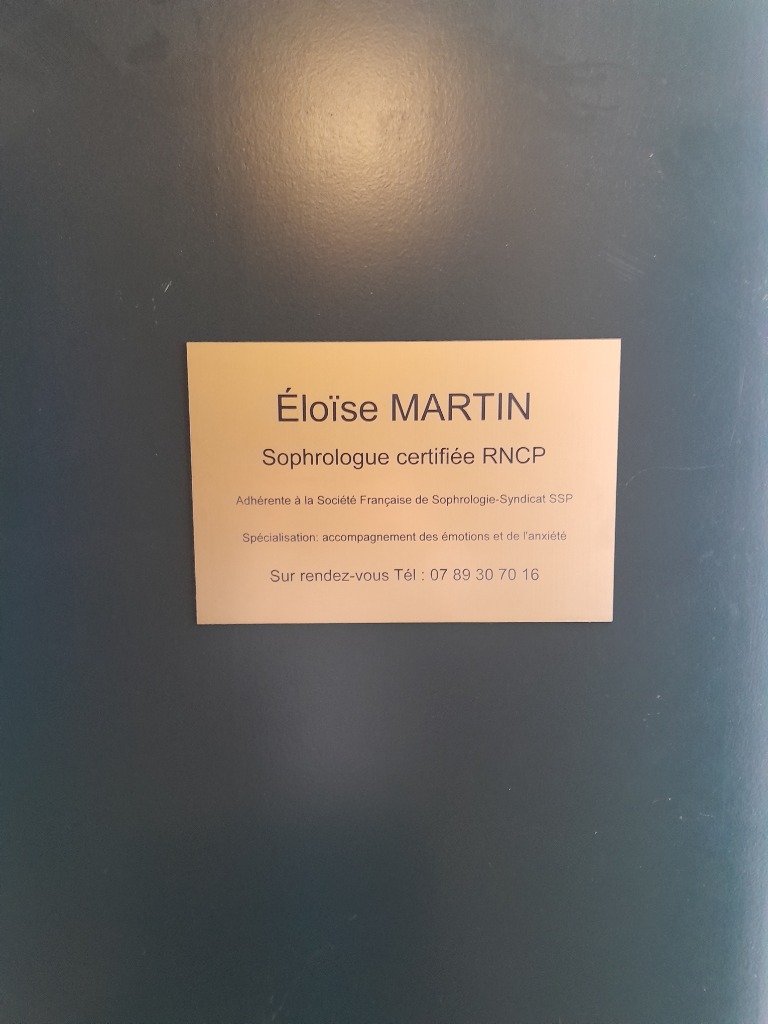 Éloïse MARTIN
Sophrologue certifiée RNCP
Adhérente à la Société Française de Sophrologie-Syndicat SSP
Spécialisation: accompagnement des émotions et de l'anxiété
Sur rendez-vous Tél : 07 89 30 70 16